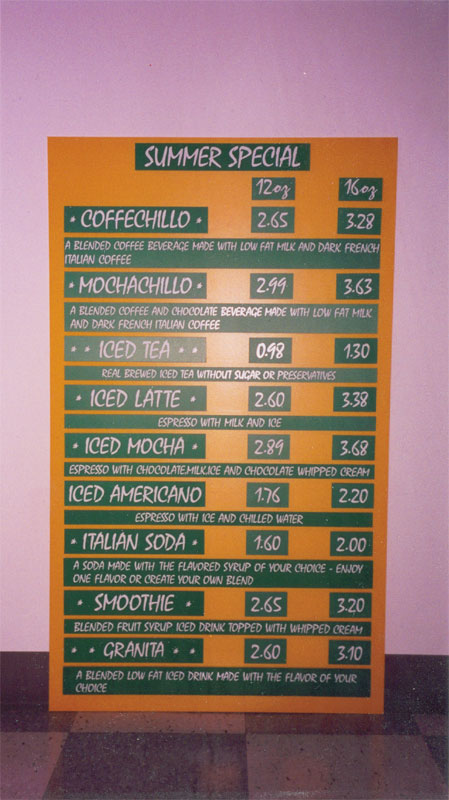 SUMMER SPECIAL
12oz 16oz
* COFFECHILLO * 2.65 3.28
A BLENDED COFFEE BEVERAGE MADE WITH LOW FAT MILK AND DARK FRENCH
ITALIAN COFFEE
* MOCHACHILLO * 2.99 3.63
A BLENDED COFFEE AND CHOCOLATE BEVERAGE MADE WITH LOW FAT MILK
AND DARK FRENCH ITALIAN COFFEE
* * ICED TEA * * 0.98 1.30
REAL BREWED ICED TEA WITHOUT SUGAR OR PRESERVATIVES
* ICED LATTE * 2.60 3.38
ESPRESSO WITH MILK AND ICE
* ICED MOCHA * 2.89 3.68
ESPRESSO WITH CHOCOLATE,MILK,ICE AND CHOCOLATE WHIPPED CREAM
ICED AMERICANO 1.76 2.20
ESPRESSO WITH ICE AND CHILLED WATER
* ITALIAN SODA * 1.60 2.00
A SODA MADE WITH THE FLAVORED SYRUP OF YOUR CHOICE - ENJOY
ONE FLAVOR OR CREATE YOUR OWN BLEND
* SMOOTHIE * 2.65 3.20
BLENDED FRUIT SYRUP ICED DRINK TOPPED WITH WHIPPED CREAM
* * GRANITA * * 2.60 3.10
A BLENDED LOW FAT ICED DRINK MADE WITH THE FLAVOR OF YOUR
CHOICE